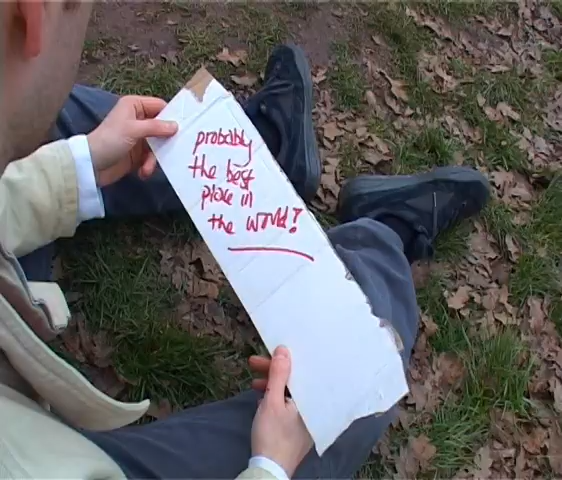 probably
the best
place in
the world?